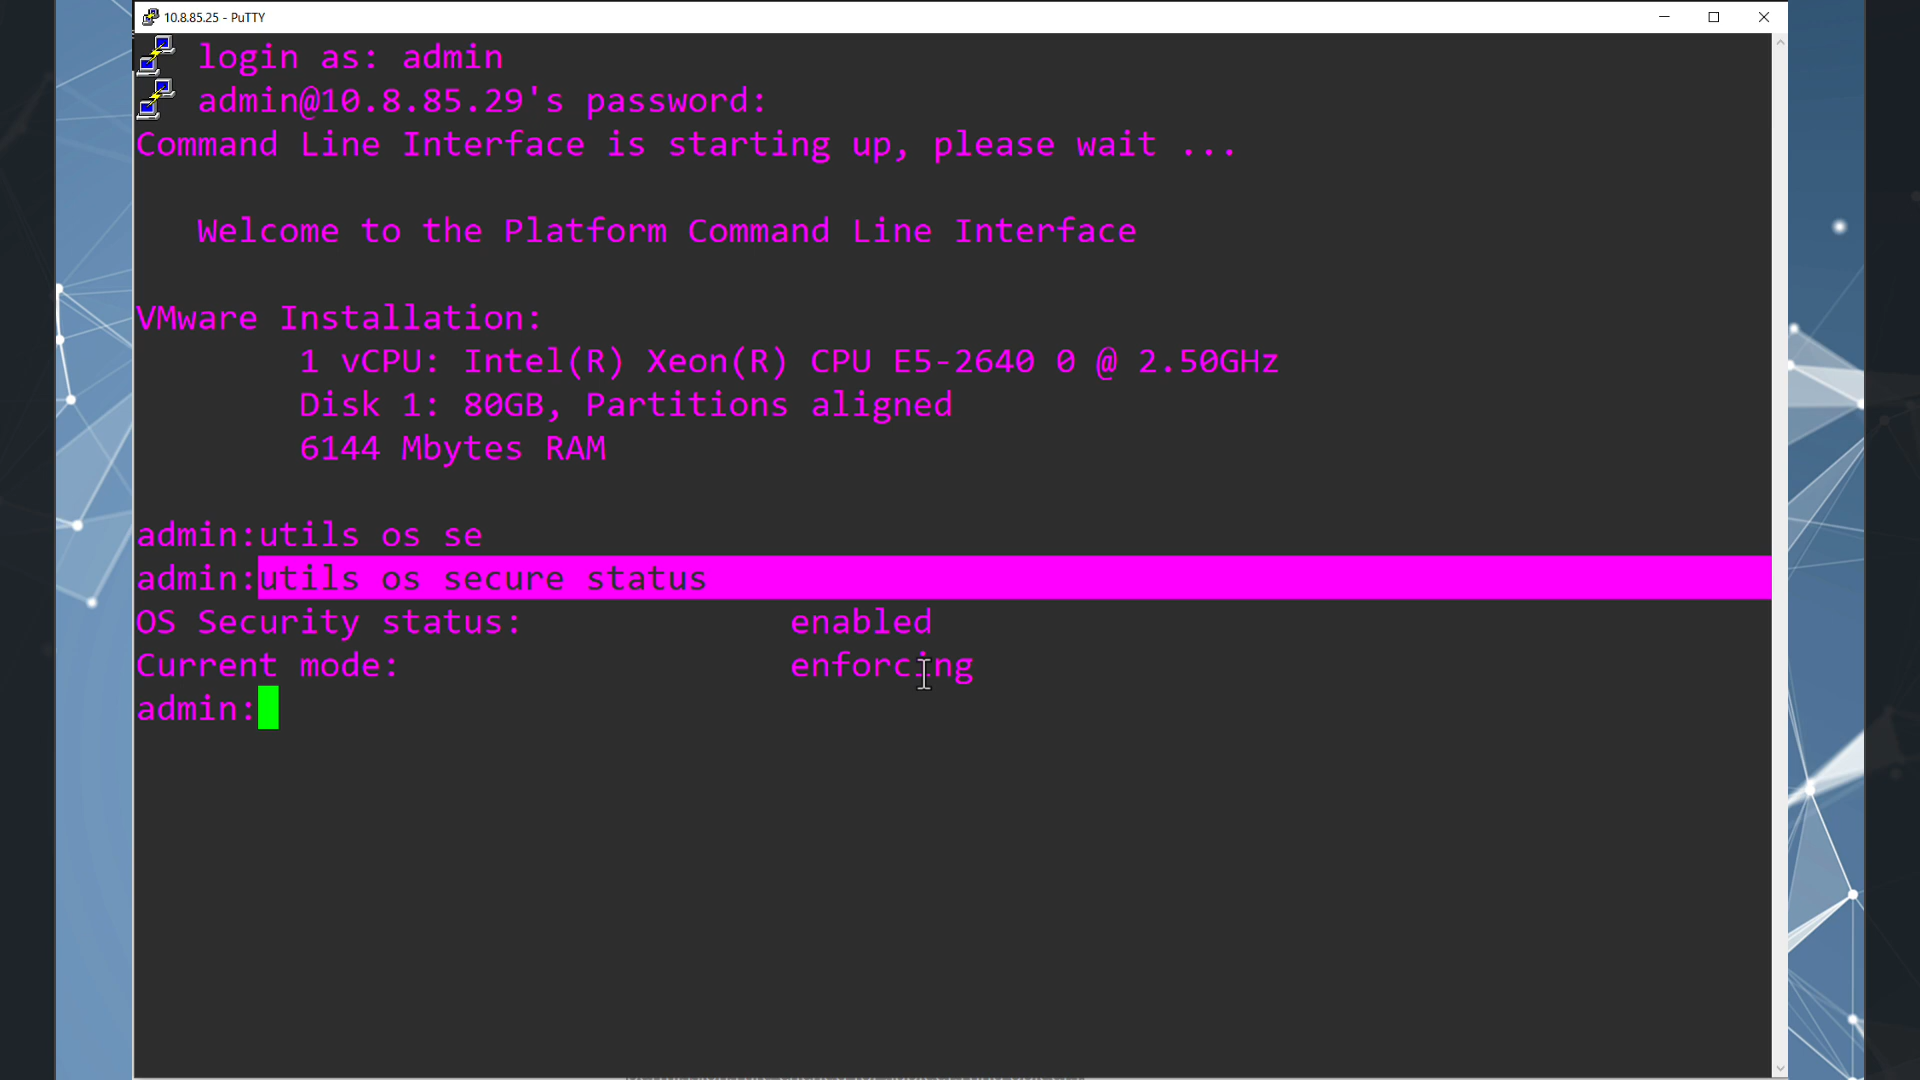 10.8.85.25 - PuTTY
login as: admin
admin@10.8.85.29's password:
Command Line Interface is starting up, please wait ...
Welcome to the Platform Command Line Interface
VMware Installation:
1 vCPU: Intel(R) Xeon(R) CPU E5-2640 0 @ 2.50GHz
Disk 1: 80GB, Partitions aligned
6144 Mbytes RAM
admin:utils os se
admin:utils os secure status
OS Security status: enabled
Current mode: enforcing
admin: